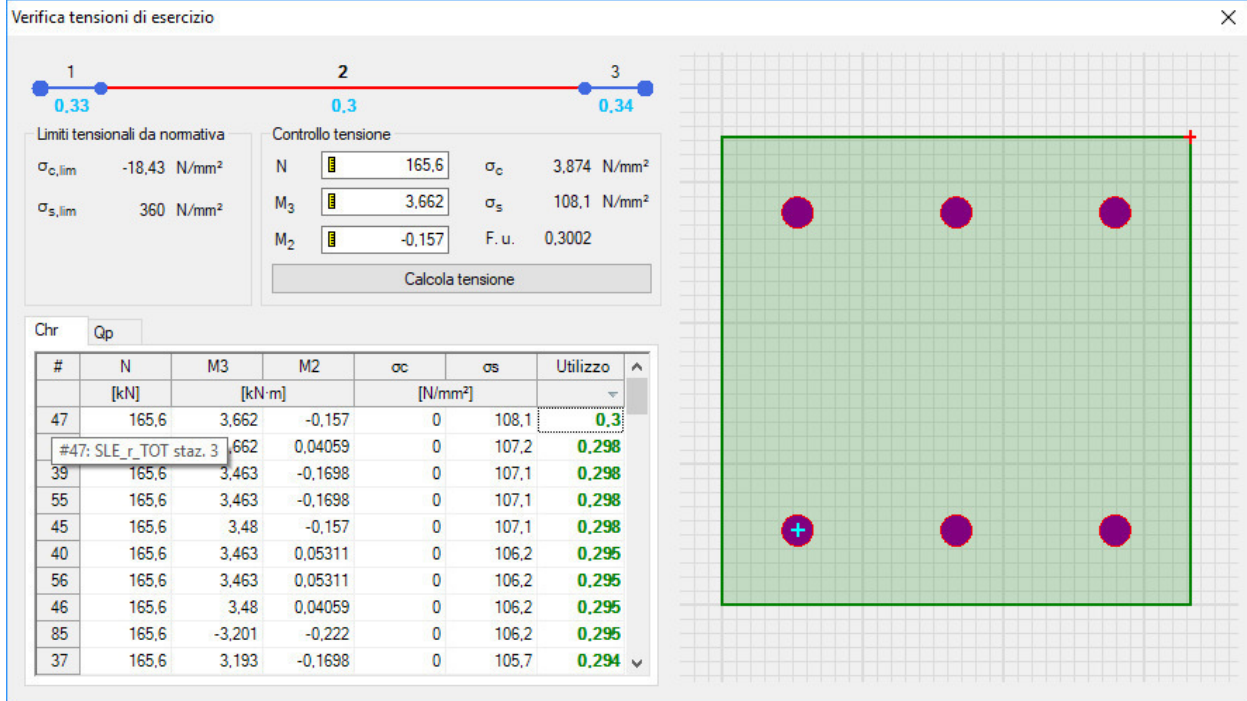 Verifica tensioni di esercizio
1 2 3
0,33 0,3 0,34
Limiti tensionali da normativa
σc,lim -18,43 N/mm²
σs,lim 360 N/mm²
Controllo tensione
N 165,6 σc 3,874 N/mm²
M3 3,662 σs 108,1 N/mm²
M2 -0,157 F. u. 0,3002
Calcola tensione
Chr Qp
# N M3 M2 σc σs Utilizzo
[kN] [kN·m] [N/mm²]
47 165,6 3,662 -0,157 0 108,1 0,3
#47: SLE_r_TOT staz. 3 ,662 0,04059 0 107,2 0,298
39 165,6 3,463 -0,1698 0 107,1 0,298
55 165,6 3,463 -0,1698 0 107,1 0,298
45 165,6 3,48 -0,157 0 107,1 0,298
40 165,6 3,463 0,05311 0 106,2 0,295
56 165,6 3,463 0,05311 0 106,2 0,295
46 165,6 3,48 0,04059 0 106,2 0,295
85 165,6 -3,201 -0,222 0 106,2 0,295
37 165,6 3,193 -0,1698 0 105,7 0,294